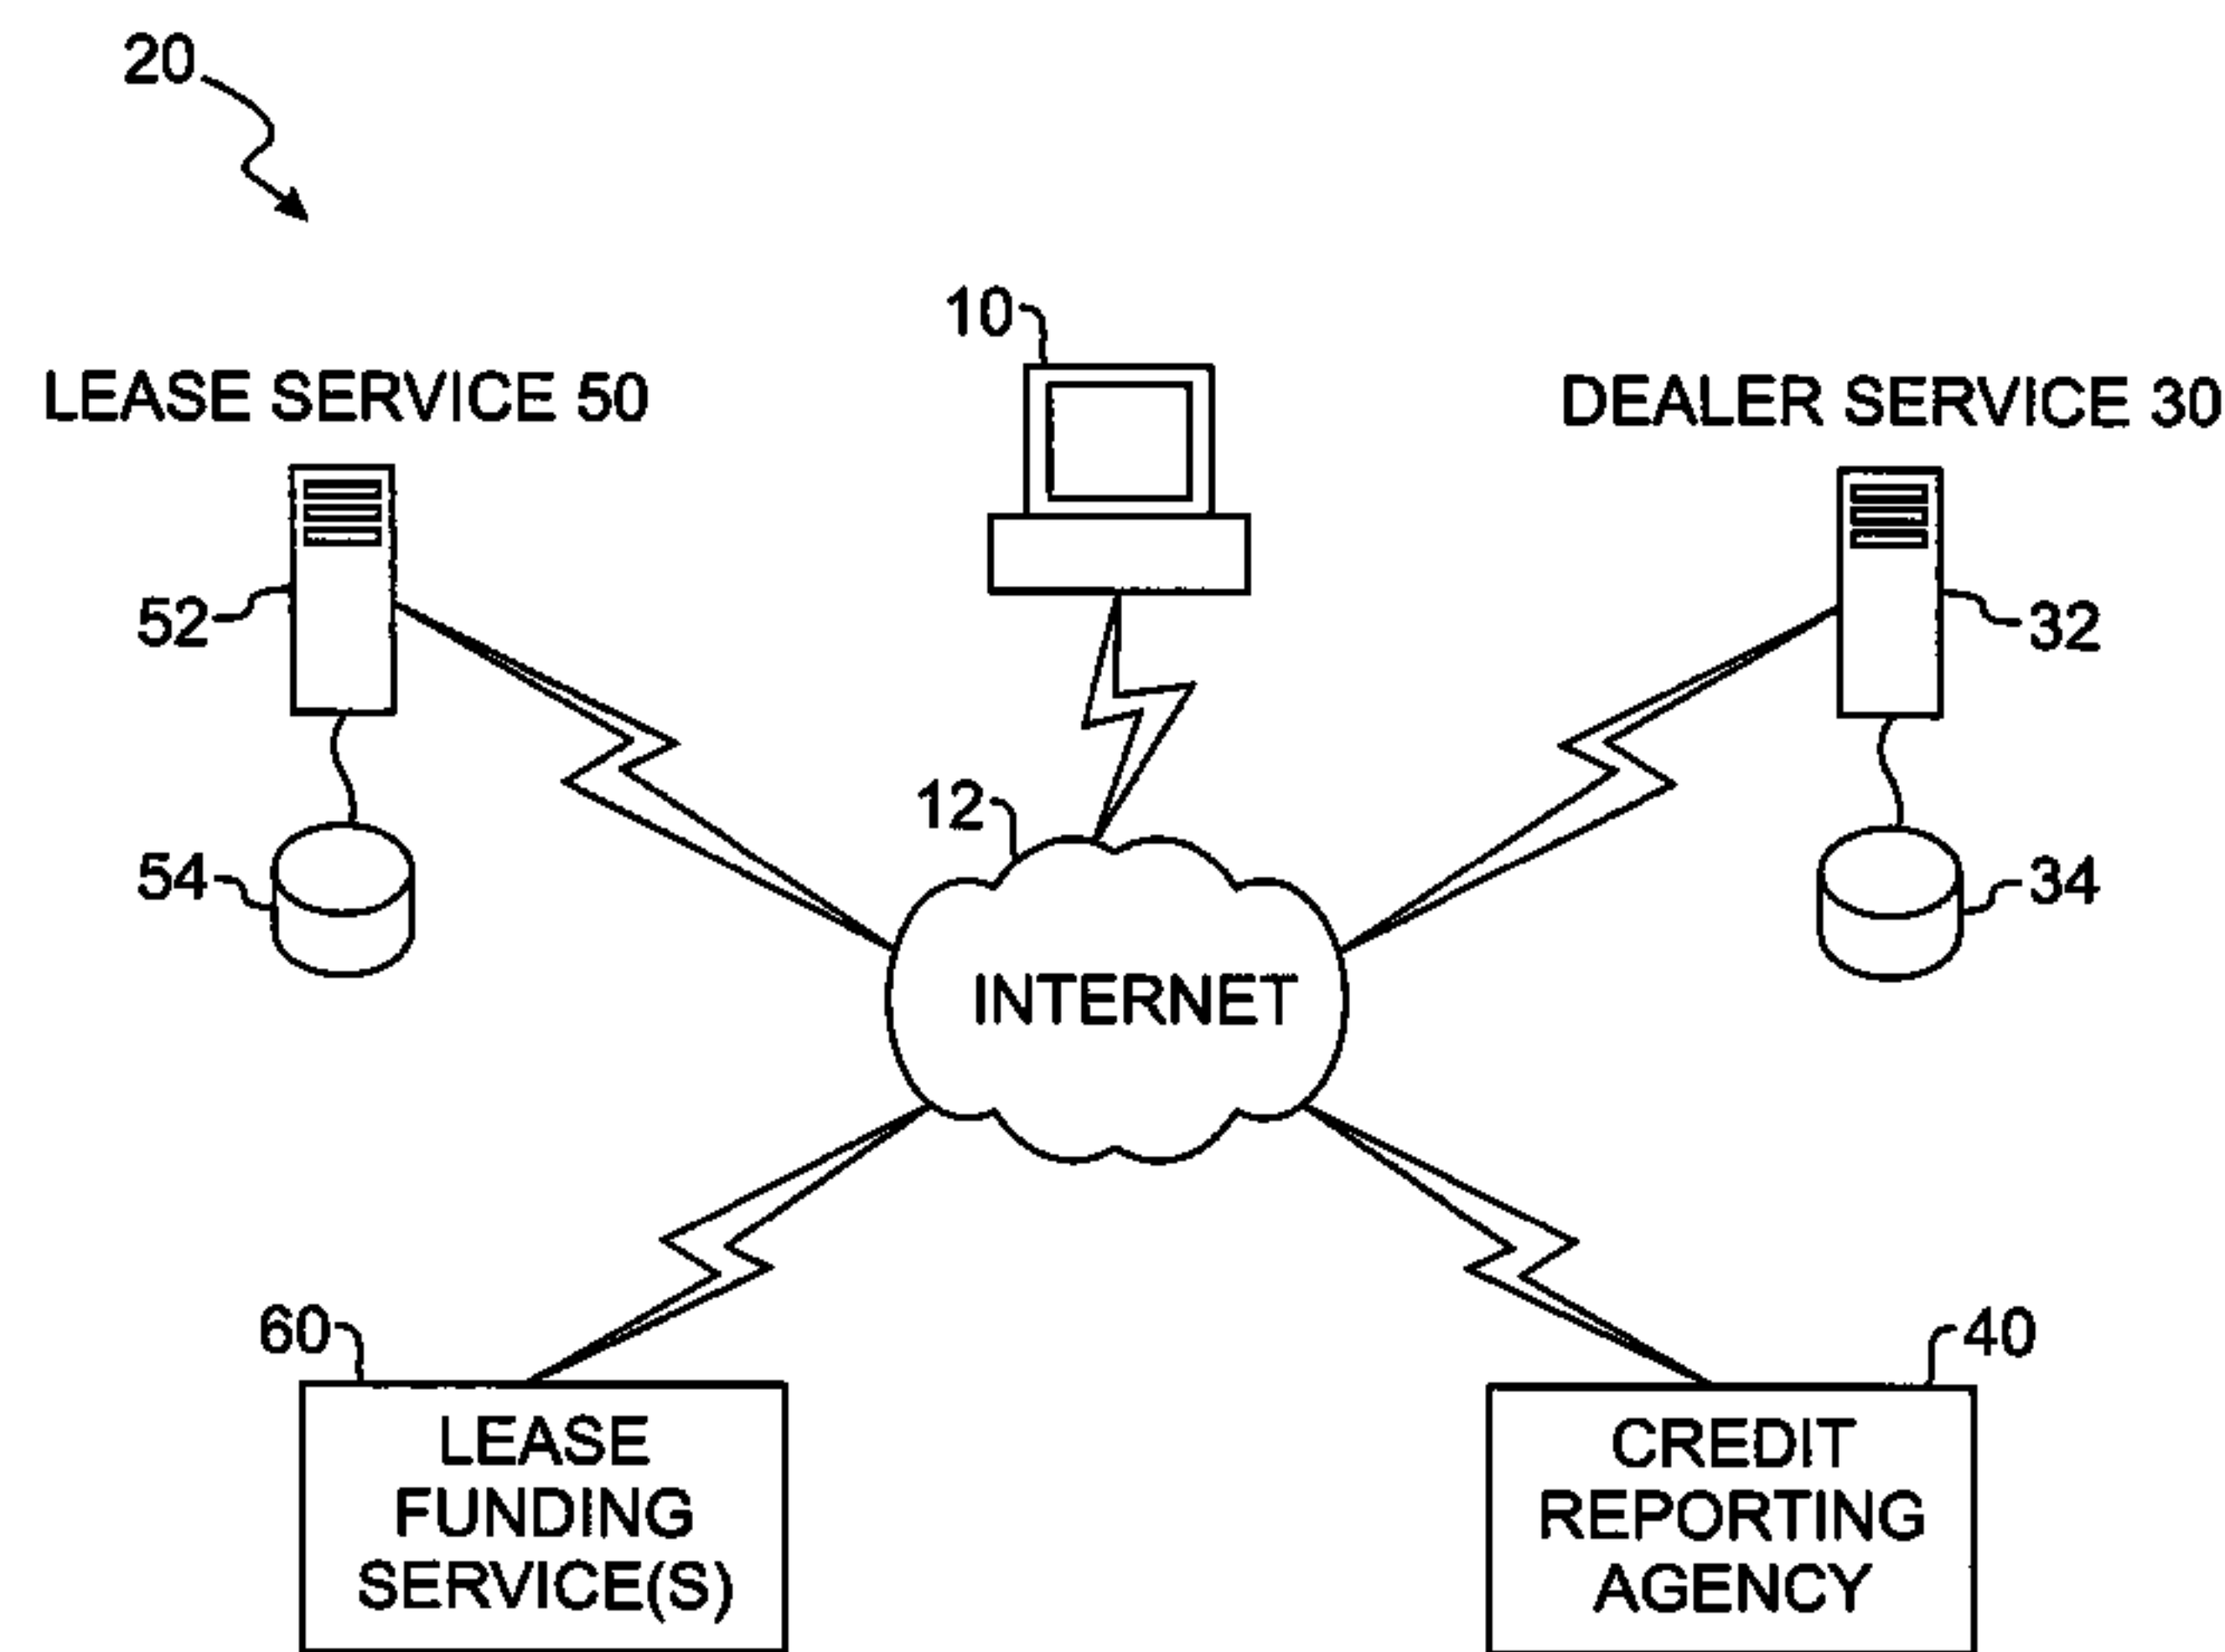 20
10
LEASE SERVICE 50
DEALER SERVICE 30
52
32
12
54
34
INTERNET
60
40
LEASE
FUNDING
SERVICE(S)
CREDIT
REPORTING
AGENCY